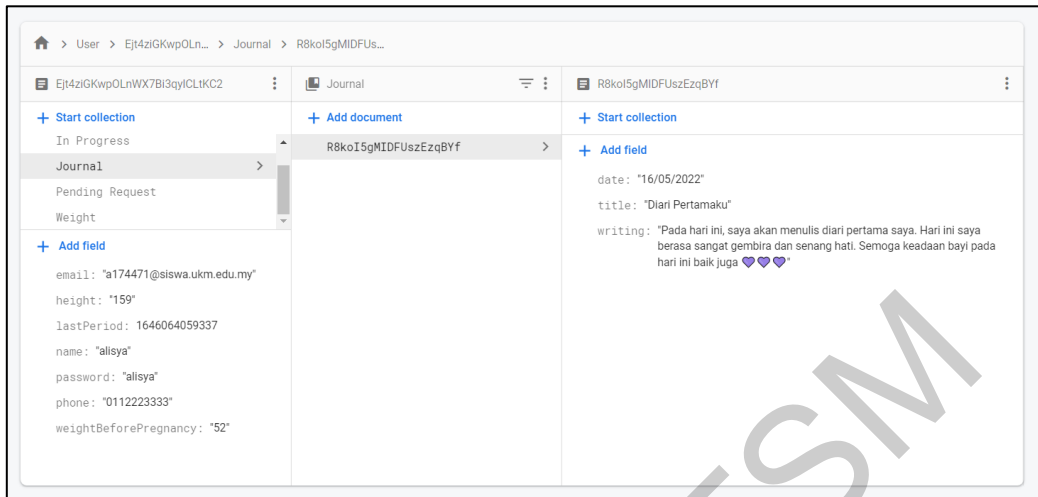 User > Ejt4ziGKwpOLn... > Journal > R8koI5gMIDFUs...
Ejt4ziGKwpOLnWX7Bi3qyICLtKC2
Start collection
In Progress
Journal
Pending Request
Weight
Add field
email: "a174471@siswa.ukm.edu.my"
height: "159"
lastPeriod: 1646064059337
name: "alisya"
password: "alisya"
phone: "0112223333"
weightBeforePregnancy: "52"
Journal
Add document
R8koI5gMIDFUszEzqBYf
R8koI5gMIDFUszEzqBYf
Start collection
Add field
date: "16/05/2022"
title: "Diari Pertamaku"
writing: "Pada hari ini, saya akan menulis diari pertama saya. Hari ini saya
berasa sangat gembira dan senang hati. Semoga keadaan bayi pada
hari ini baik juga 💜💜💜"